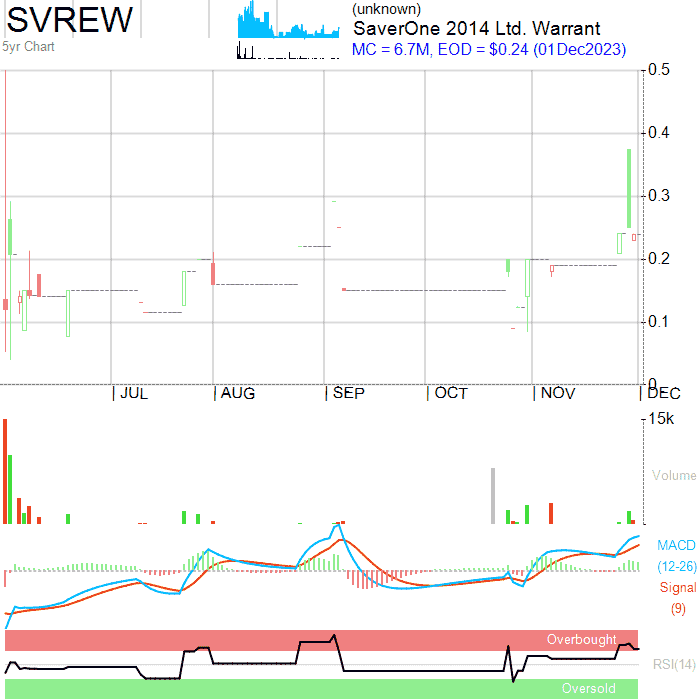 SVREW
5yr Chart
(unknown)
SaverOne 2014 Ltd. Warrant
MC = 6.7M, EOD = $0.24 (01Dec2023)
0.5
0.4
0.3
0.2
0.1
0
JUL AUG SEP OCT NOV DEC
15k
Volume
MACD
(12-26)
Signal
(9)
Overbought
RSI(14)
Oversold